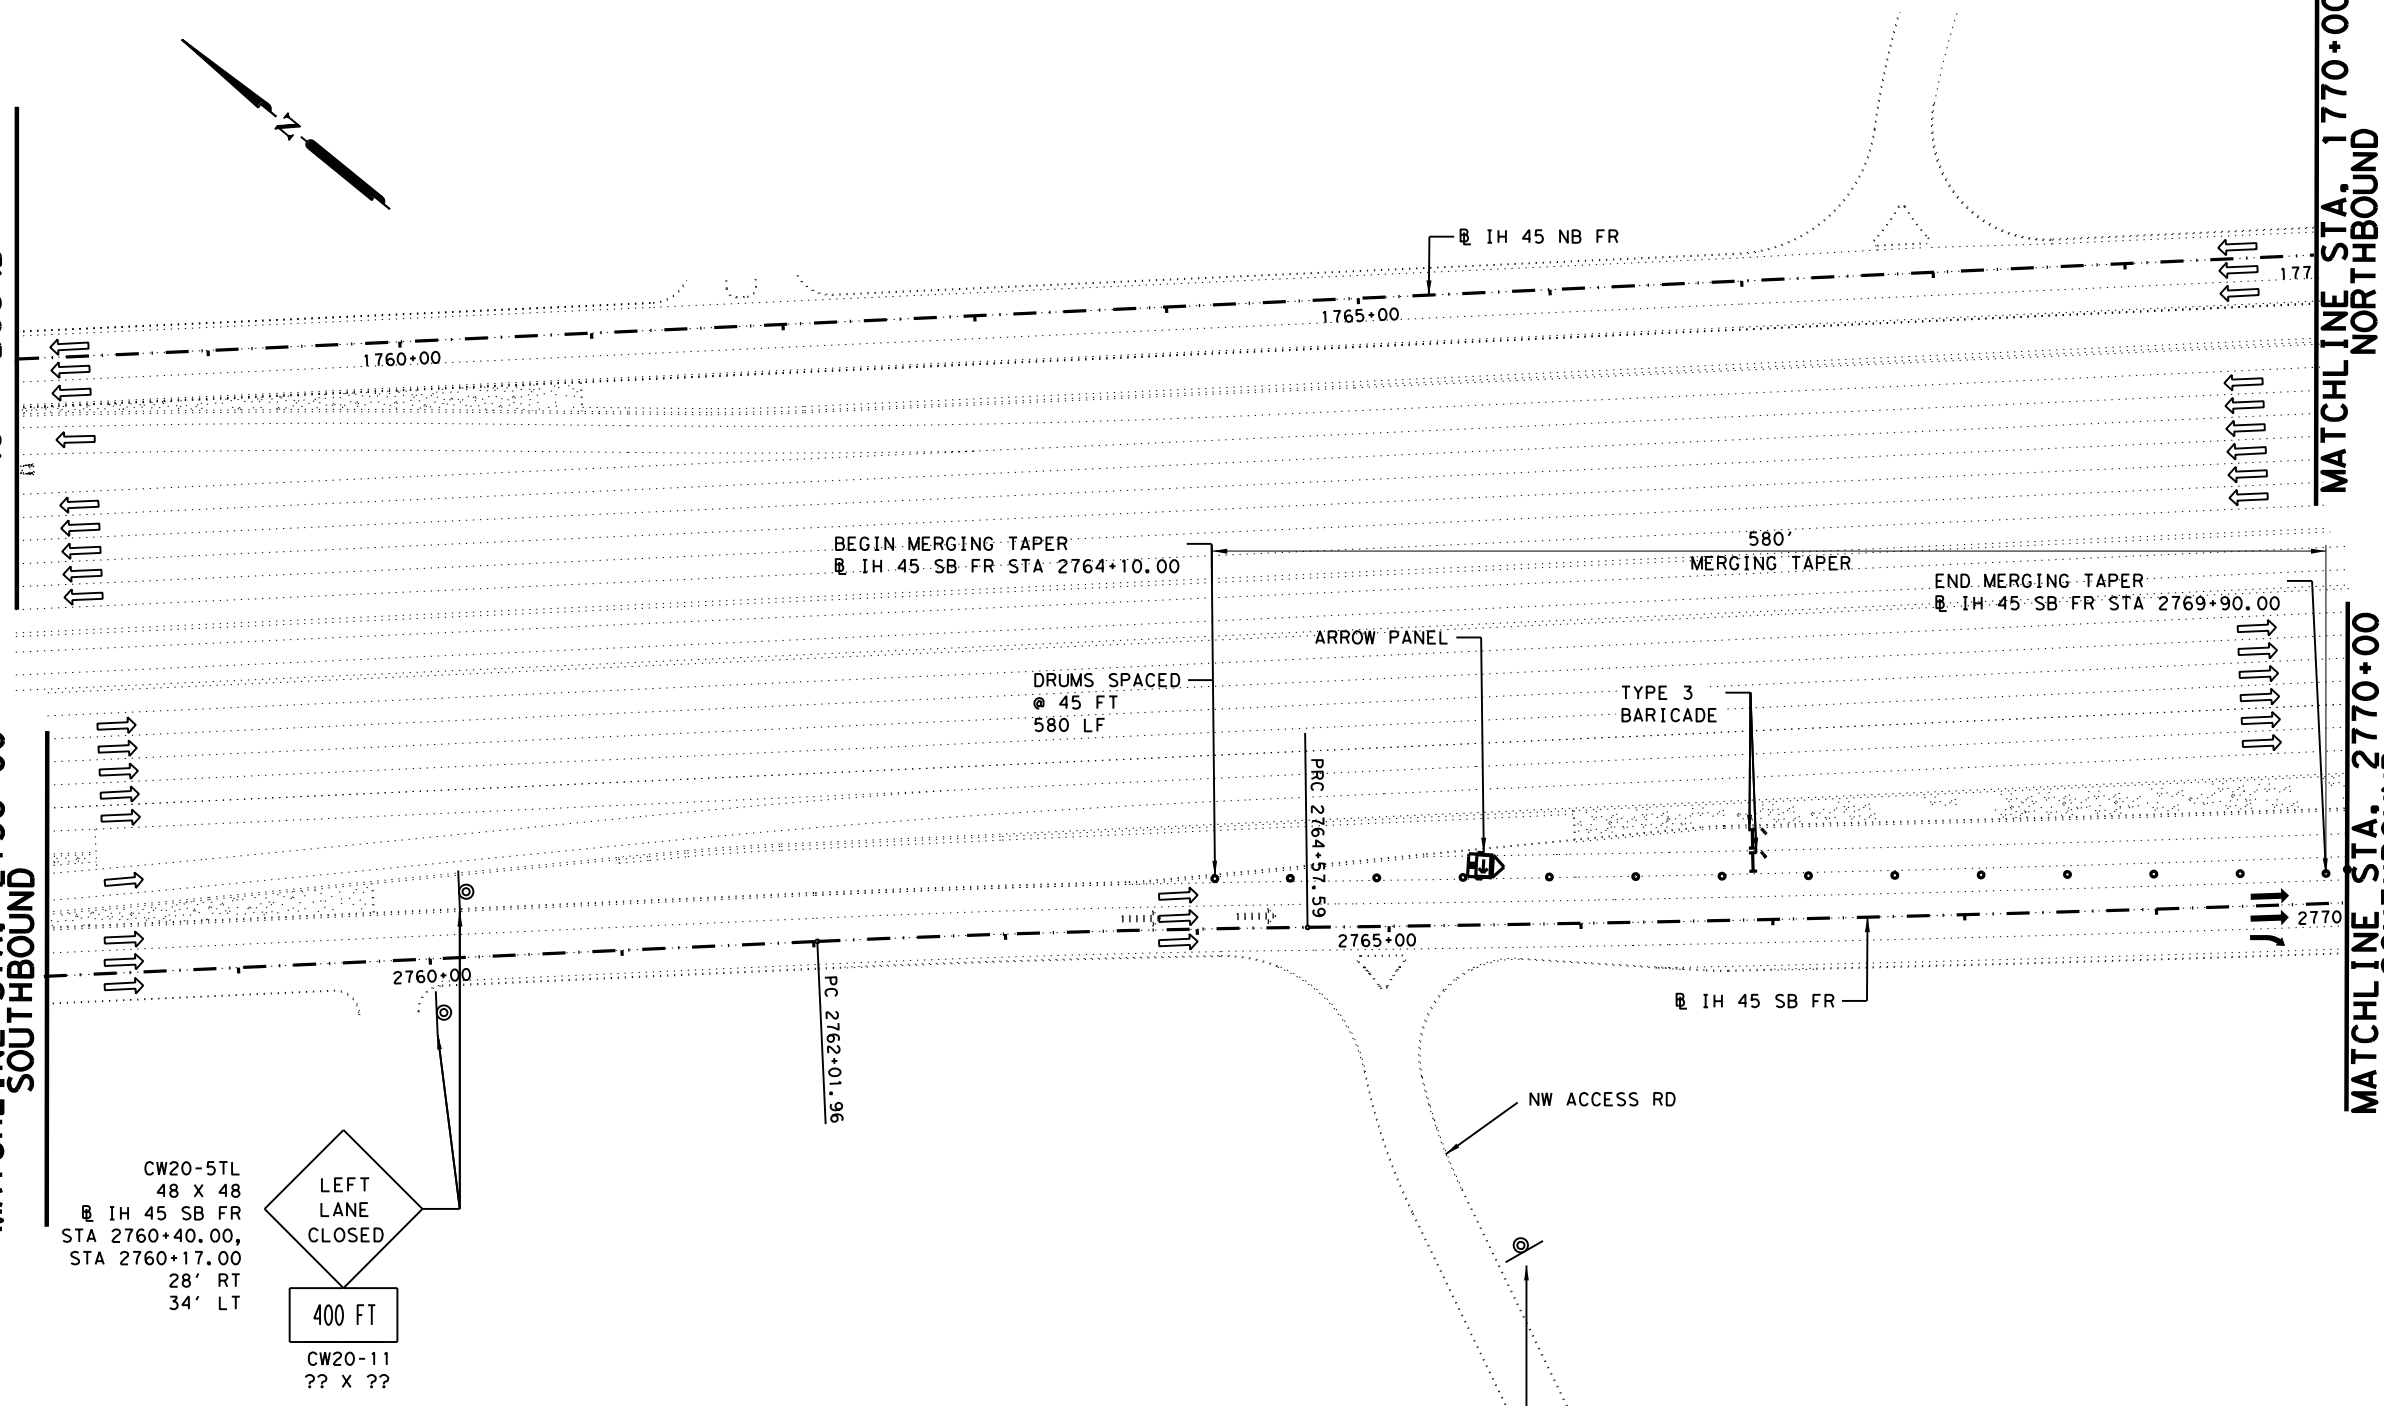 N
MATCHLINE STA. 1770+00
NORTHBOUND
℄ IH 45 NB FR
1765+00
1760+00
177
BEGIN MERGING TAPER
℄ IH 45 SB FR STA 2764+10.00
580'
MERGING TAPER
END MERGING TAPER
℄ IH 45 SB FR STA 2769+90.00
ARROW PANEL
DRUMS SPACED
@ 45 FT
580 LF
TYPE 3
BARICADE
PRC 2764+57.59
MATCHLINE STA. 2770+00
SOUTHBOUND
2770
2765+00
2760+00
PC 2762+01.96
℄ IH 45 SB FR
NW ACCESS RD
CW20-5TL
48 X 48
℄ IH 45 SB FR
STA 2760+40.00,
STA 2760+17.00
28' RT
34' LT
LEFT
LANE
CLOSED
400 FT
CW20-11
?? X ??